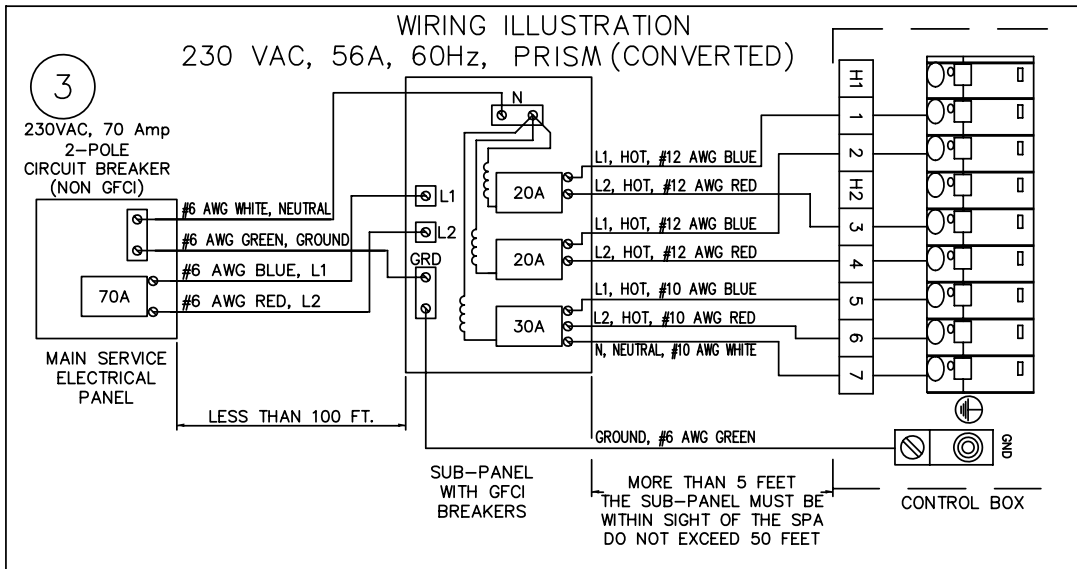 WIRING ILLUSTRATION
230 VAC, 56A, 60Hz, PRISM (CONVERTED)
3
230VAC, 70 Amp
2-POLE
CIRCUIT BREAKER
(NON GFCI)
#6 AWG WHITE, NEUTRAL
#6 AWG GREEN, GROUND
#6 AWG BLUE, L1
#6 AWG RED, L2
70A
MAIN SERVICE
ELECTRICAL
PANEL
LESS THAN 100 FT.
N
L1
L2
GRD
20A
20A
30A
SUB-PANEL
WITH GFCI
BREAKERS
L1, HOT, #12 AWG BLUE
L2, HOT, #12 AWG RED
L1, HOT, #12 AWG BLUE
L2, HOT, #12 AWG RED
L1, HOT, #10 AWG BLUE
L2, HOT, #10 AWG RED
N, NEUTRAL, #10 AWG WHITE
GROUND, #6 AWG GREEN
MORE THAN 5 FEET
THE SUB-PANEL MUST BE
WITHIN SIGHT OF THE SPA
DO NOT EXCEED 50 FEET
H1
1
2
H2
3
4
5
6
7
GND
CONTROL BOX